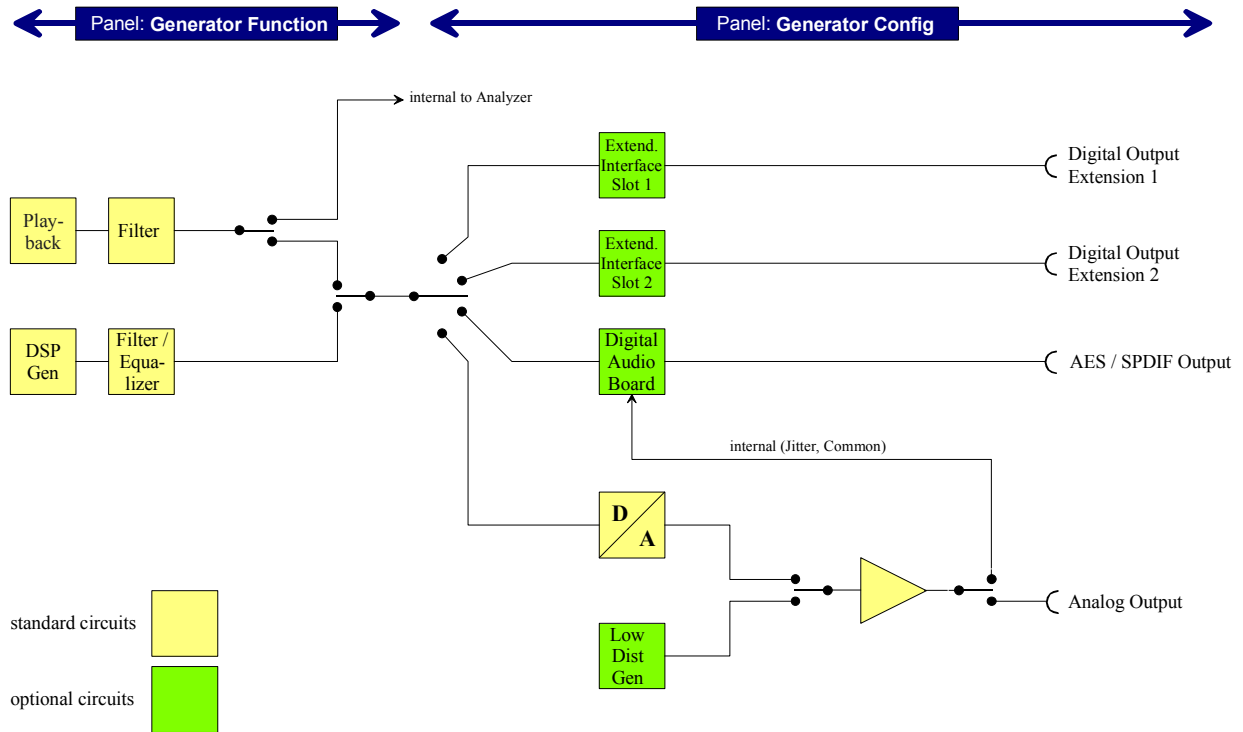 Panel: Generator Function
Panel: Generator Config
internal to Analyzer
Extend.
Interface
Slot 1
Digital Output
Extension 1
Play-
back
Filter
Extend.
Interface
Slot 2
Digital Output
Extension 2
DSP
Gen
Filter /
Equa-
lizer
Digital
Audio
Board
AES / SPDIF Output
internal (Jitter, Common)
D
A
Analog Output
Low
Dist
Gen
standard circuits
optional circuits